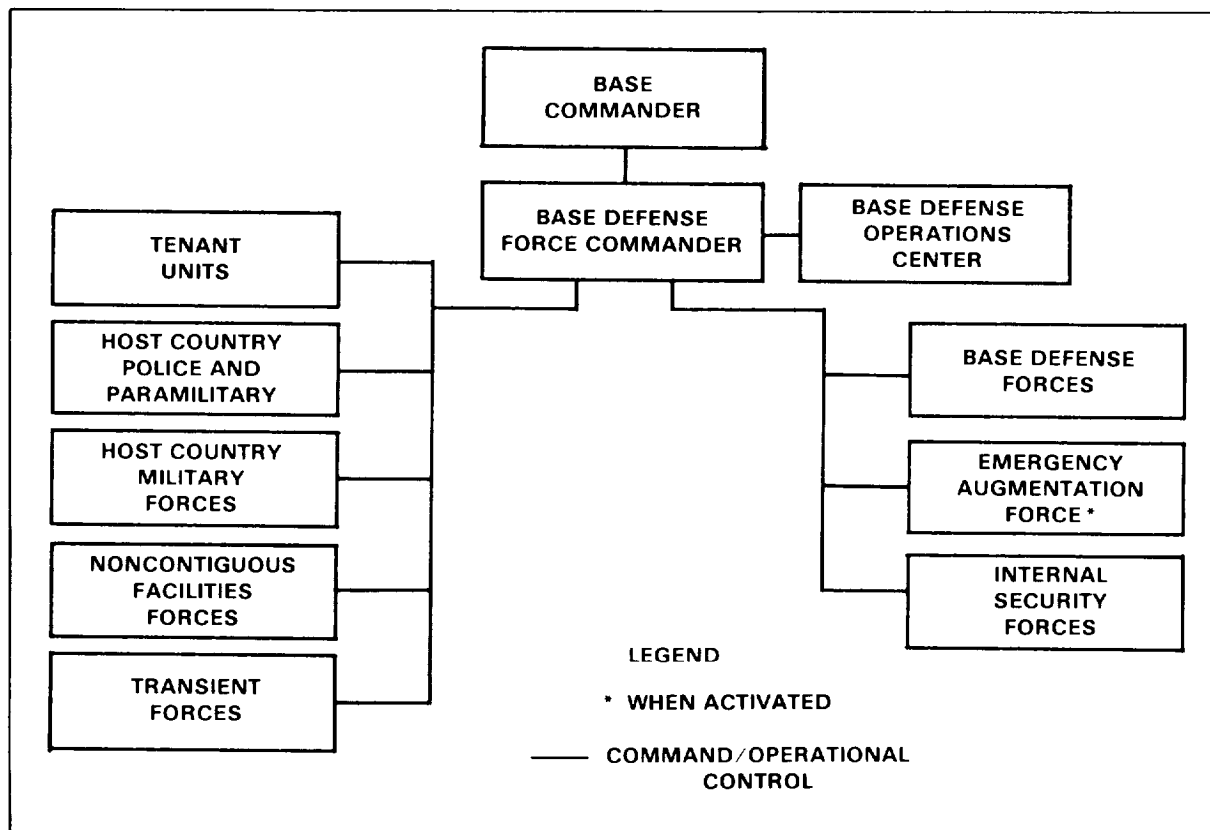 BASE
COMMANDER
BASE DEFENSE
FORCE COMMANDER
BASE DEFENSE
OPERATIONS
CENTER
TENANT
UNITS
HOST COUNTRY
POLICE AND
PARAMILITARY
HOST COUNTRY
MILITARY
FORCES
NONCONTIGUOUS
FACILITIES
FORCES
TRANSIENT
FORCES
BASE DEFENSE
FORCES
EMERGENCY
AUGMENTATION
FORCE *
INTERNAL
SECURITY
FORCES
LEGEND
* WHEN ACTIVATED
COMMAND/OPERATIONAL
CONTROL